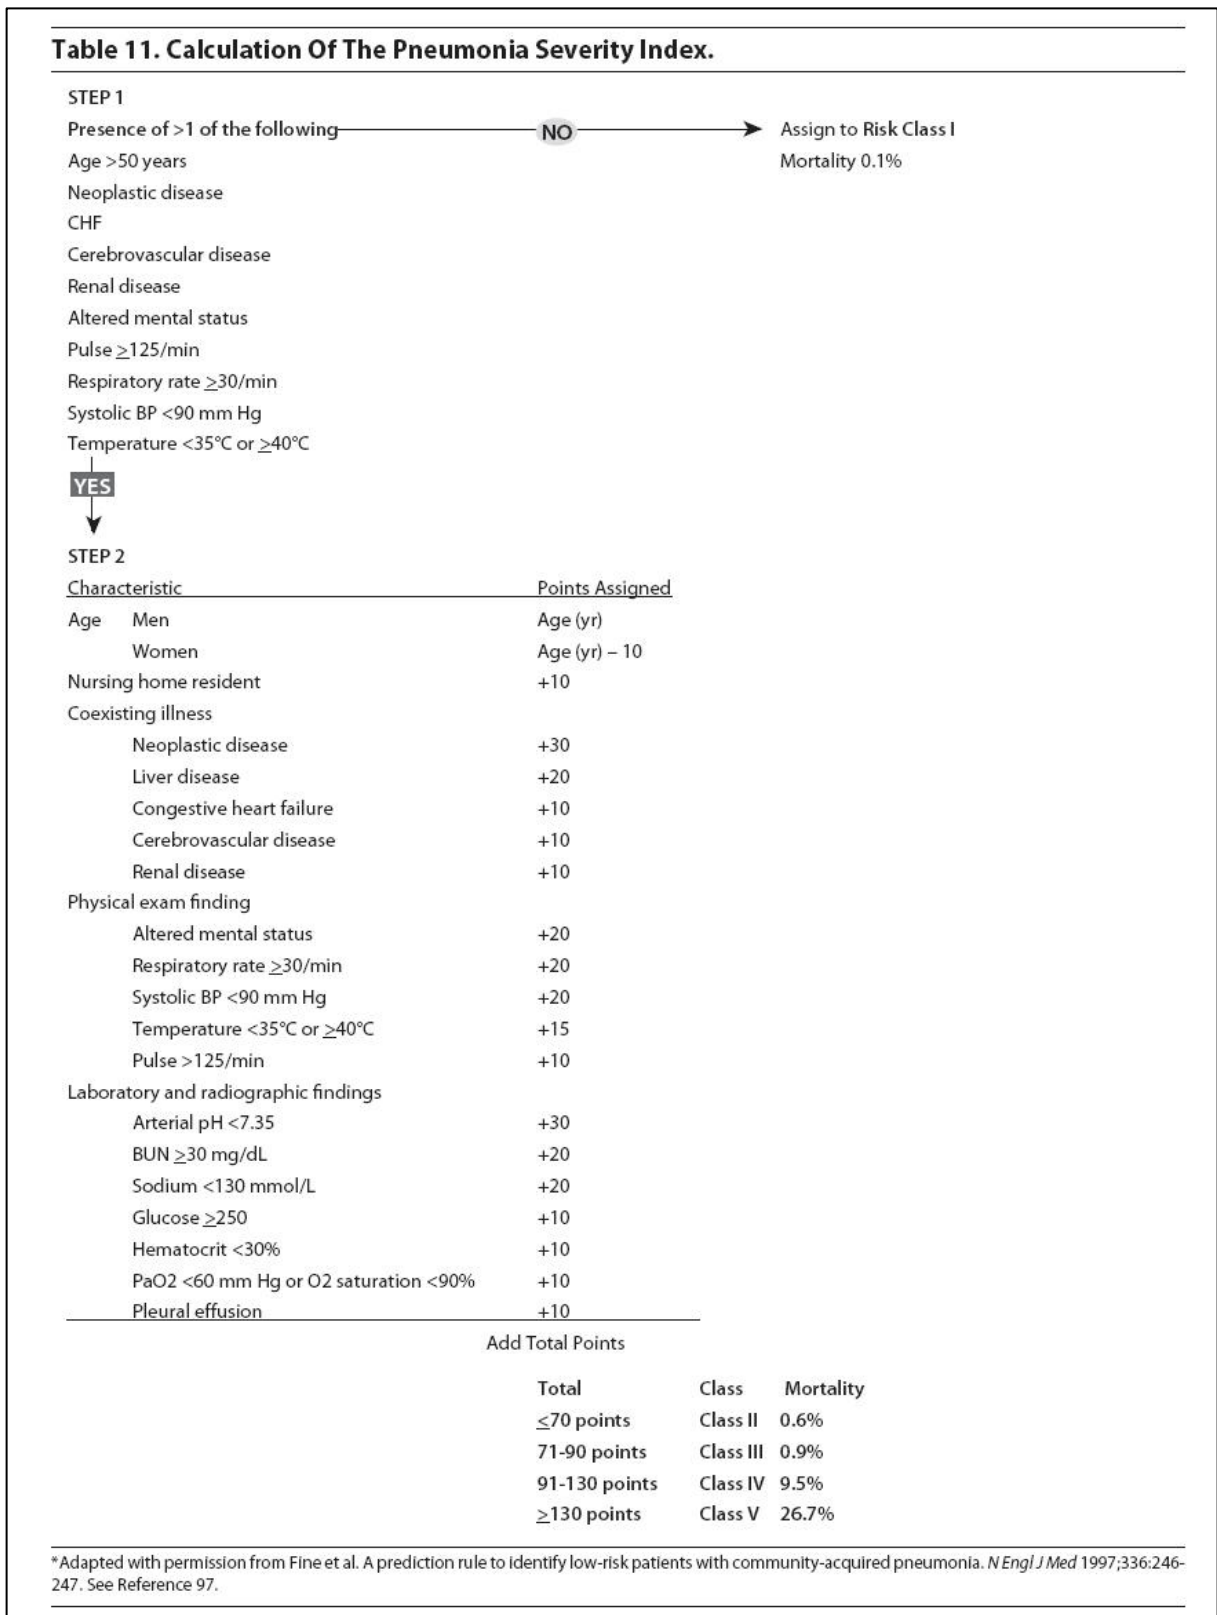 Table 11. Calculation Of The Pneumonia Severity Index.
STEP 1
Presence of >1 of the following NO Assign to Risk Class I
Age >50 years Mortality 0.1%
Neoplastic disease
CHF
Cerebrovascular disease
Renal disease
Altered mental status
Pulse ≥125/min
Respiratory rate ≥30/min
Systolic BP <90 mm Hg
Temperature <35°C or ≥40°C
YES
STEP 2
Characteristic Points Assigned
Age Men Age (yr)
Women Age (yr) – 10
Nursing home resident +10
Coexisting illness
Neoplastic disease +30
Liver disease +20
Congestive heart failure +10
Cerebrovascular disease +10
Renal disease +10
Physical exam finding
Altered mental status +20
Respiratory rate ≥30/min +20
Systolic BP <90 mm Hg +20
Temperature <35°C or ≥40°C +15
Pulse >125/min +10
Laboratory and radiographic findings
Arterial pH <7.35 +30
BUN ≥30 mg/dL +20
Sodium <130 mmol/L +20
Glucose ≥250 +10
Hematocrit <30% +10
PaO2 <60 mm Hg or O2 saturation <90% +10
Pleural effusion +10
Add Total Points
Total Class Mortality
≤70 points Class II 0.6%
71-90 points Class III 0.9%
91-130 points Class IV 9.5%
≥130 points Class V 26.7%
*Adapted with permission from Fine et al. A prediction rule to identify low-risk patients with community-acquired pneumonia. N Engl J Med 1997;336:246-
247. See Reference 97.